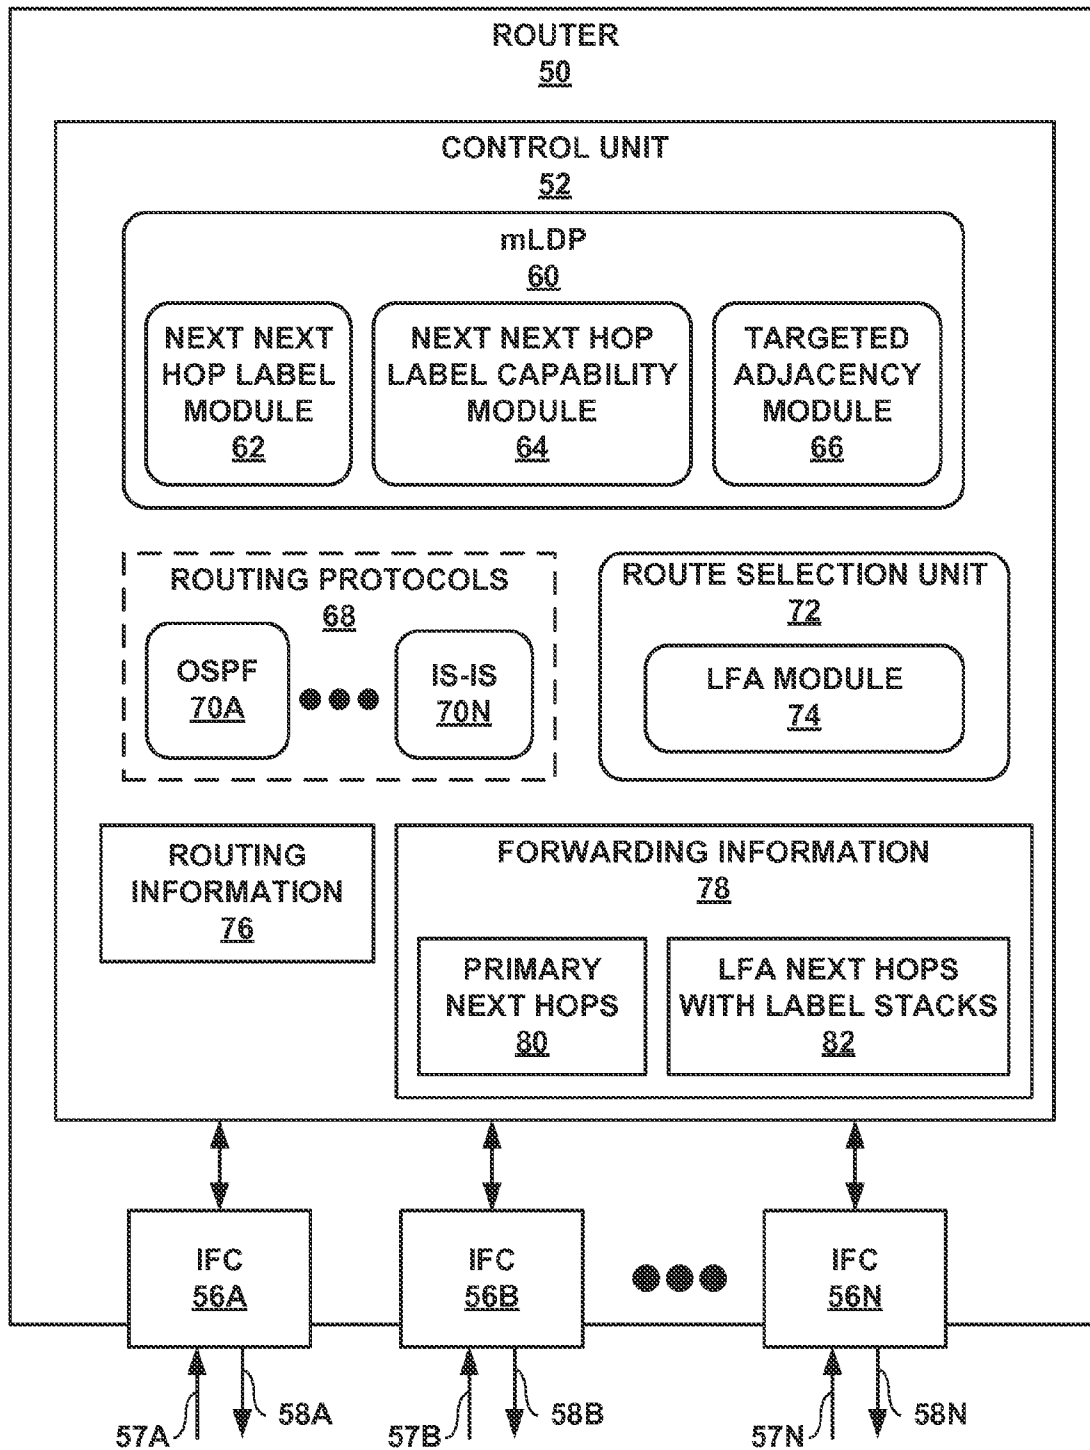 ROUTER
50
CONTROL UNIT
52
mLDP
60
NEXT NEXT
HOP LABEL
MODULE
62
NEXT NEXT HOP
LABEL CAPABILITY
MODULE
64
TARGETED
ADJACENCY
MODULE
66
ROUTING PROTOCOLS
68
OSPF
70A
IS-IS
70N
ROUTE SELECTION UNIT
72
LFA MODULE
74
ROUTING
INFORMATION
76
FORWARDING INFORMATION
78
PRIMARY
NEXT HOPS
80
LFA NEXT HOPS
WITH LABEL STACKS
82
IFC
56A
IFC
56B
IFC
56N
57A
58A
57B
58B
57N
58N